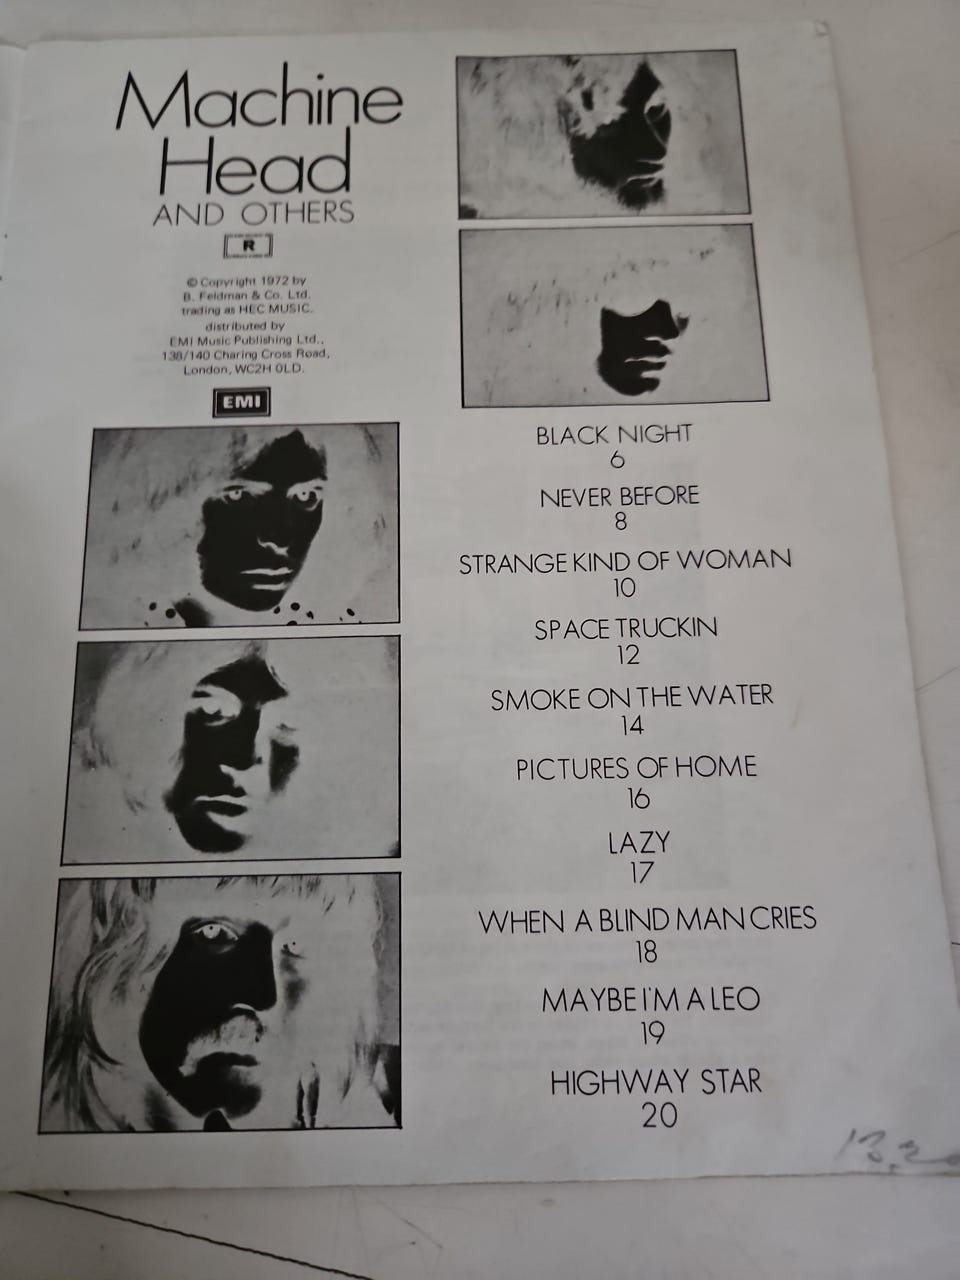 Machine
Head
AND OTHERS
R
© Copyright 1972 by
B. Feldman & Co. Ltd.
trading as HEC MUSIC.
distributed by
EMI Music Publishing Ltd.,
138/140 Charing Cross Road,
London, WC2H 0LD.
EMI
BLACK NIGHT
6
NEVER BEFORE
8
STRANGE KIND OF WOMAN
10
SPACE TRUCKIN
12
SMOKE ON THE WATER
14
PICTURES OF HOME
16
LAZY
17
WHEN A BLIND MAN CRIES
18
MAYBE I'M A LEO
19
HIGHWAY STAR
20